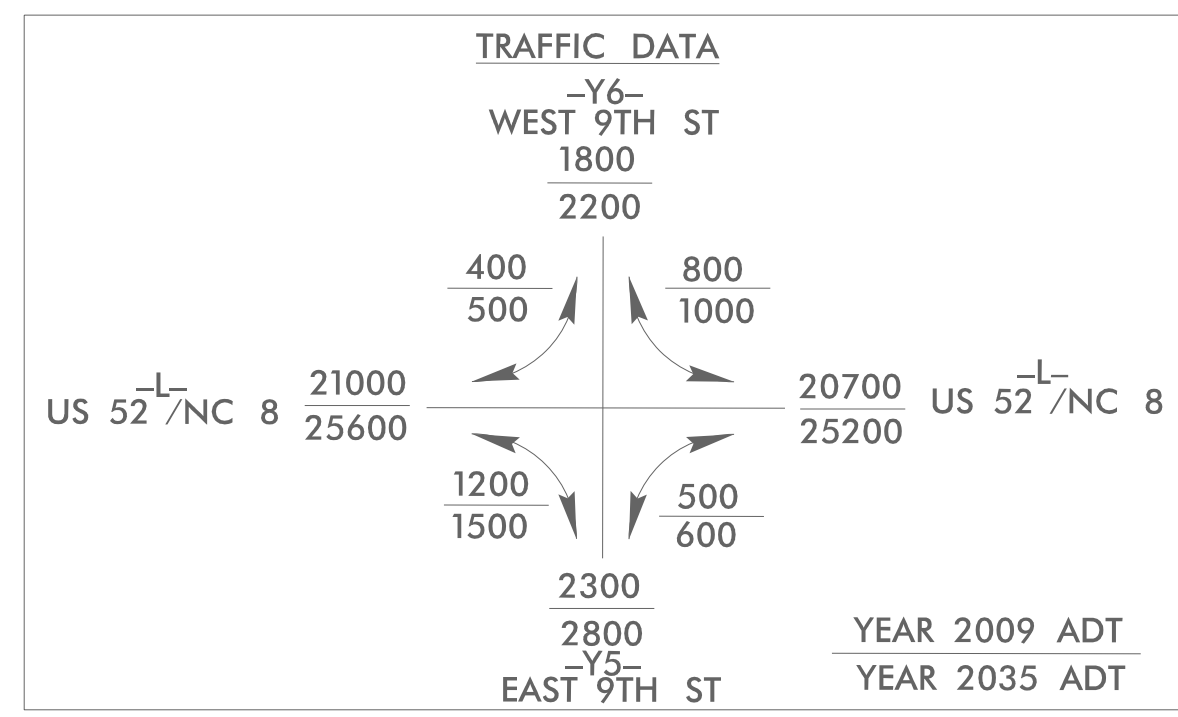 TRAFFIC DATA
–Y6–
WEST 9TH ST
1800
2200
400
500
800
1000
–L–
US 52 /NC 8
21000
25600
20700
25200
–L–
US 52 /NC 8
1200
1500
500
600
2300
2800
–Y5–
EAST 9TH ST
YEAR 2009 ADT
YEAR 2035 ADT